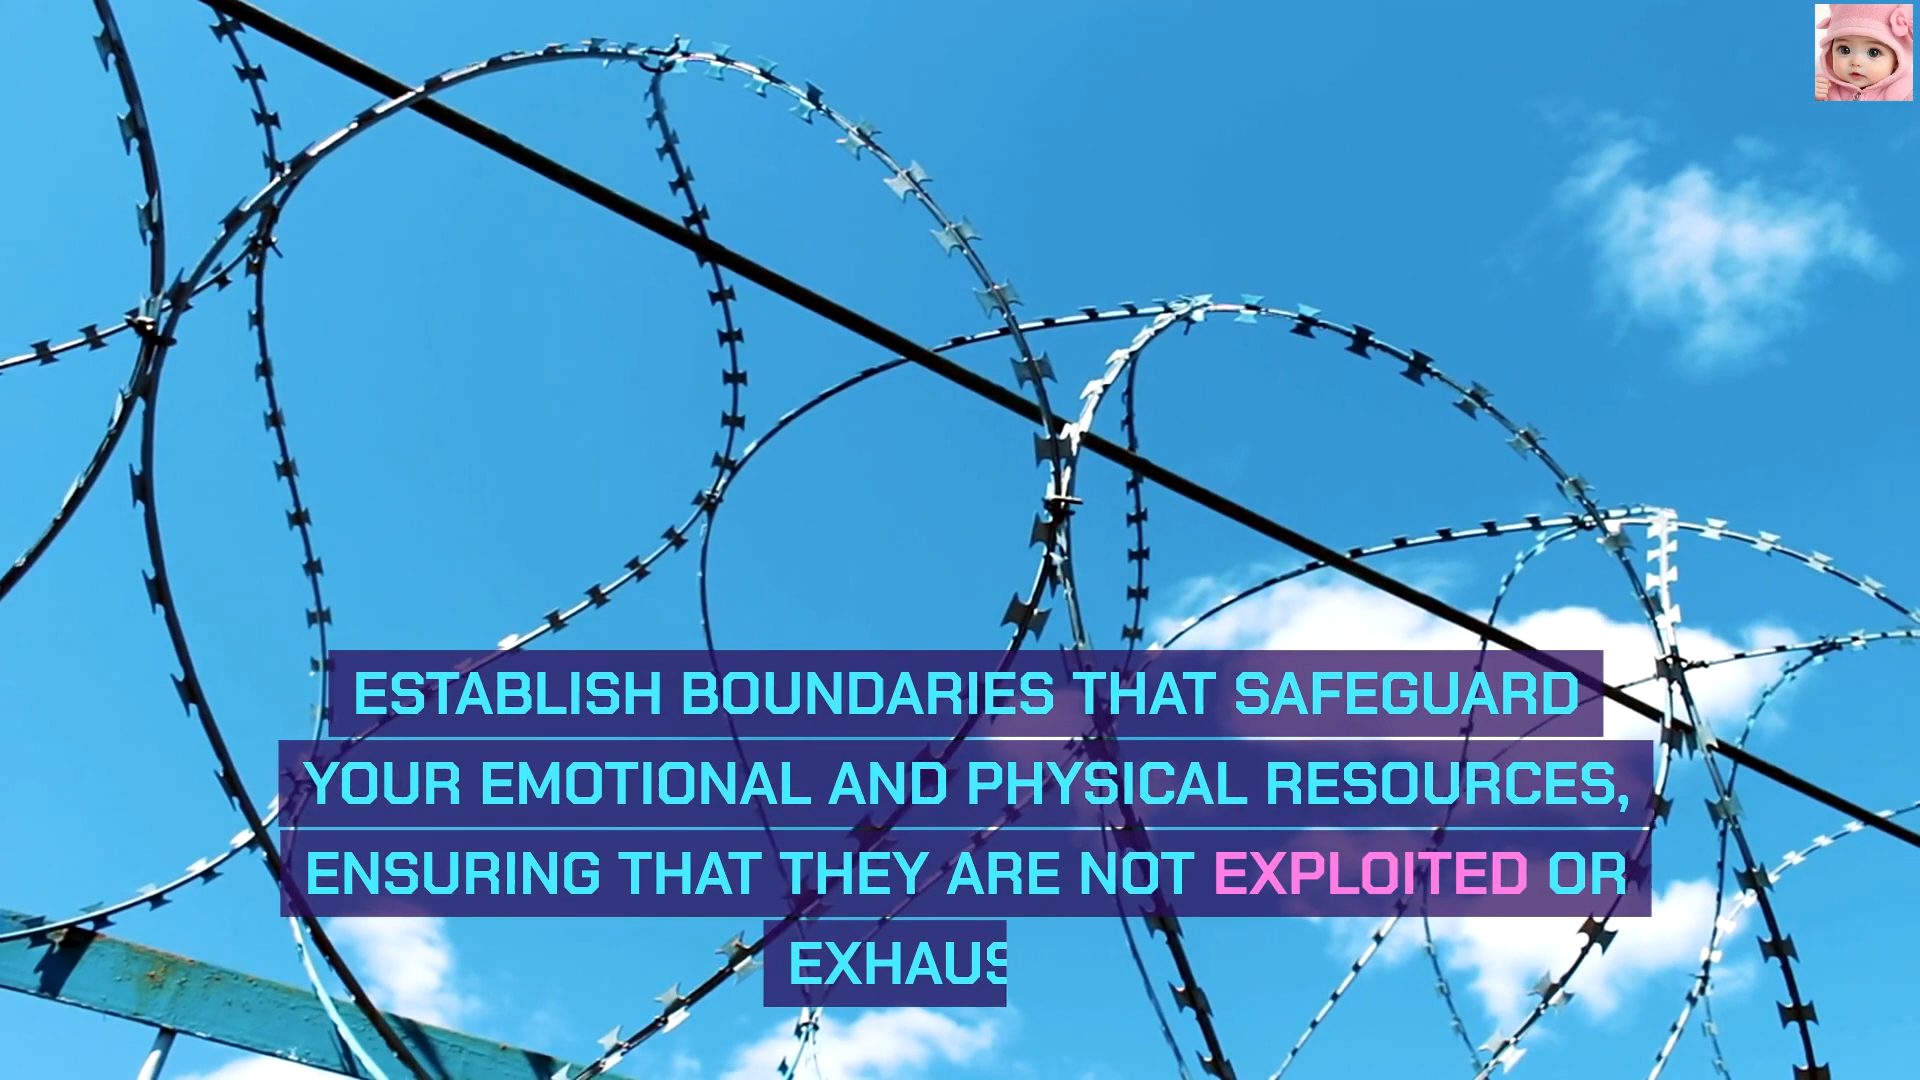 ESTABLISH BOUNDARIES THAT SAFEGUARD
YOUR EMOTIONAL AND PHYSICAL RESOURCES,
ENSURING THAT THEY ARE NOT EXPLOITED OR
EXHAUS